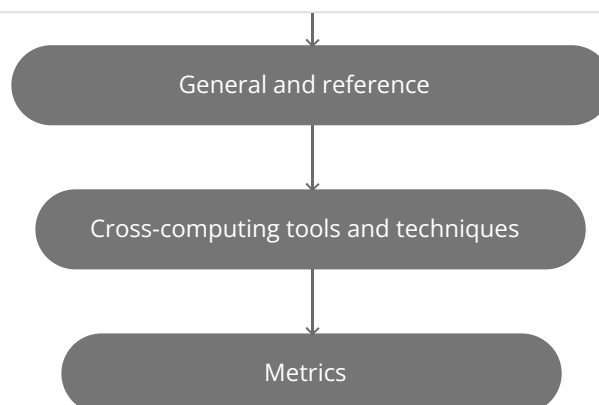 General and reference
Cross-computing tools and techniques
Metrics